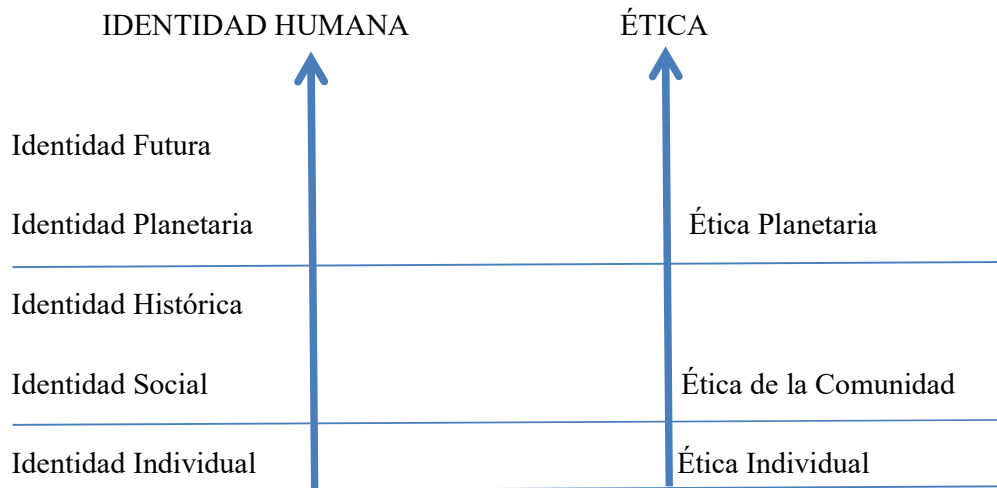 IDENTIDAD HUMANA ÉTICA
Identidad Futura
Identidad Planetaria Ética Planetaria
Identidad Histórica
Identidad Social Ética de la Comunidad
Identidad Individual Ética Individual